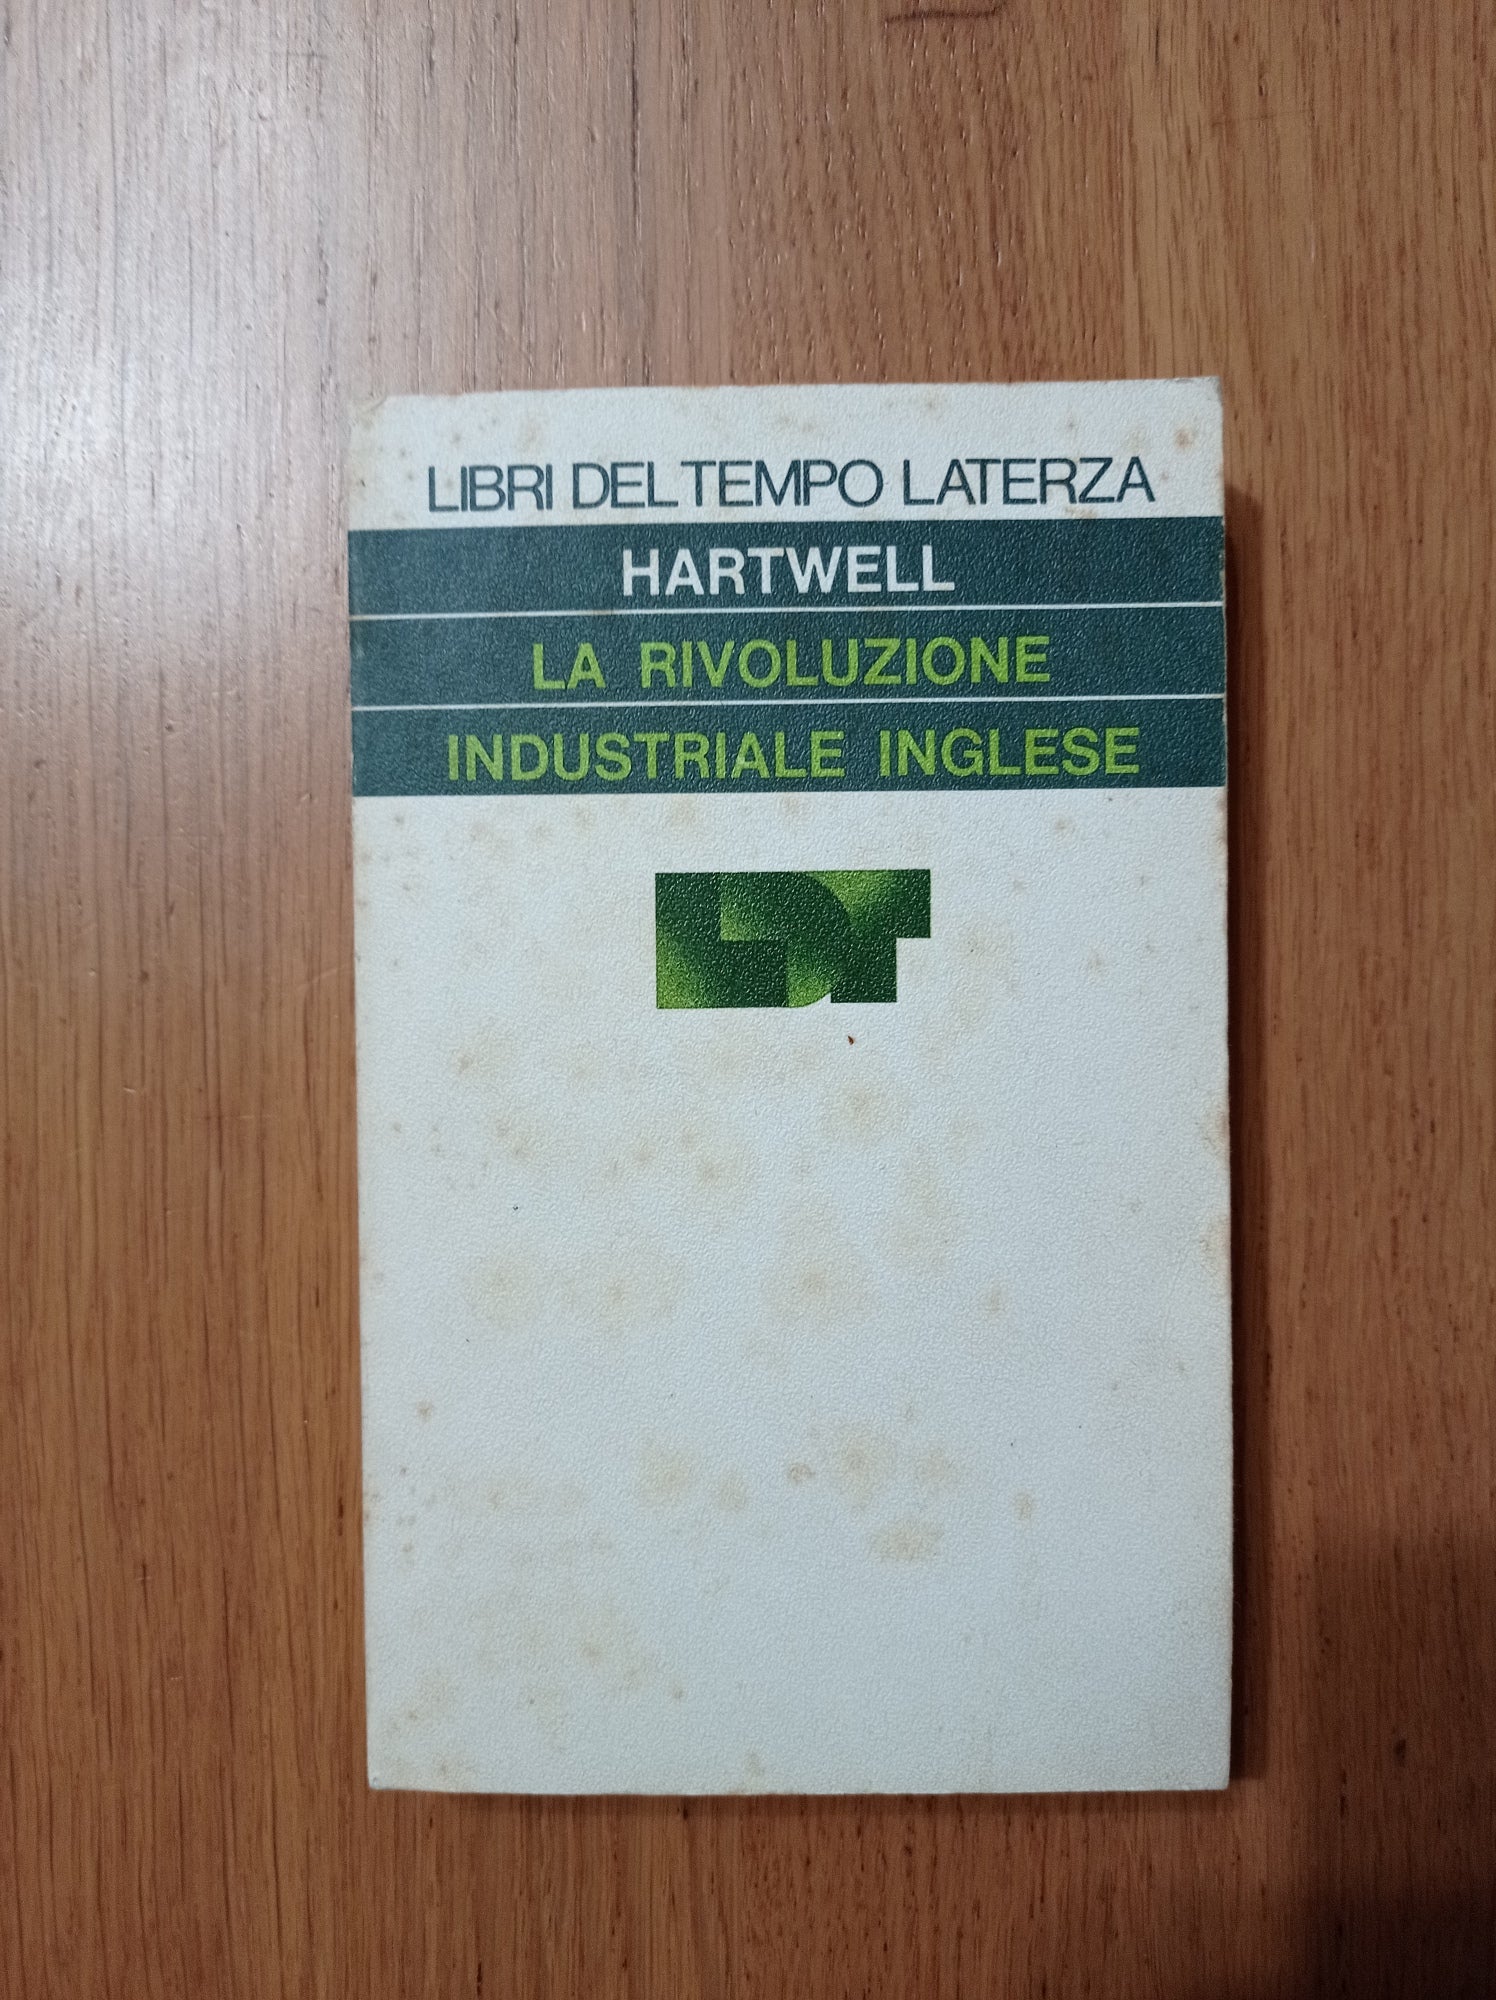 LIBRI DEL TEMPO LATERZA
HARTWELL
LA RIVOLUZIONE
INDUSTRIALE INGLESE
LDT